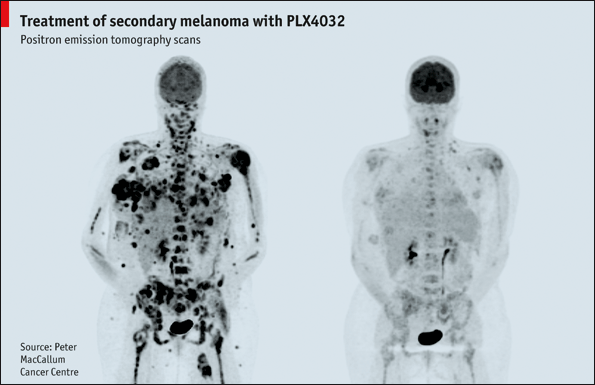 Treatment of secondary melanoma with PLX4032
Positron emission tomography scans
Source: Peter
MacCallum
Cancer Centre